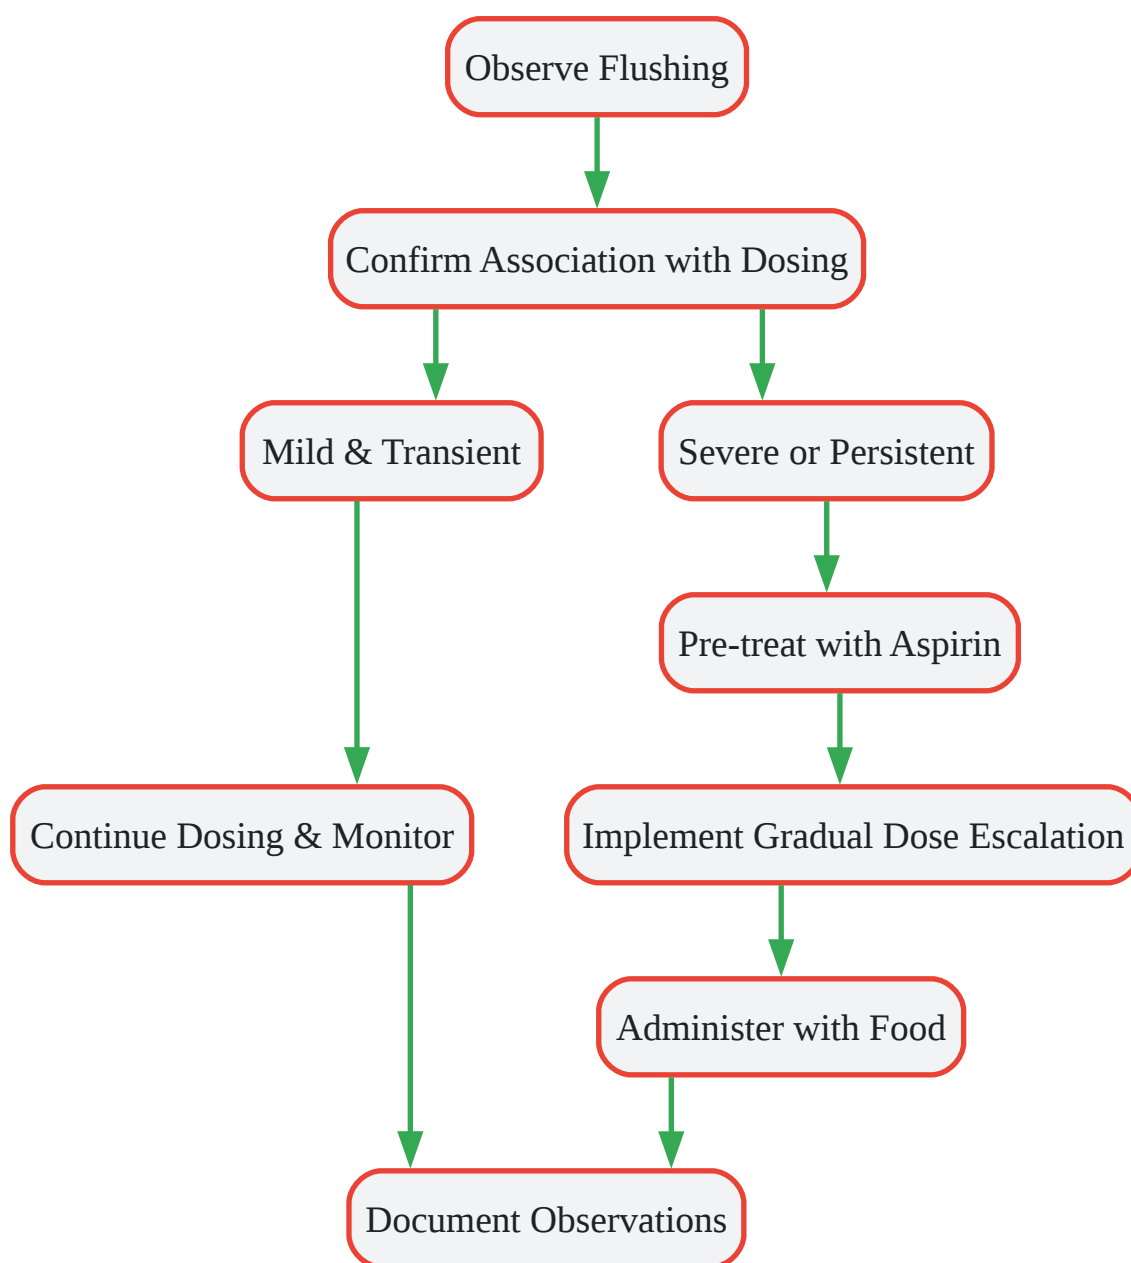 Observe Flushing
Confirm Association with Dosing
Mild & Transient
Severe or Persistent
Pre-treat with Aspirin
Continue Dosing & Monitor
Implement Gradual Dose Escalation
Administer with Food
Document Observations